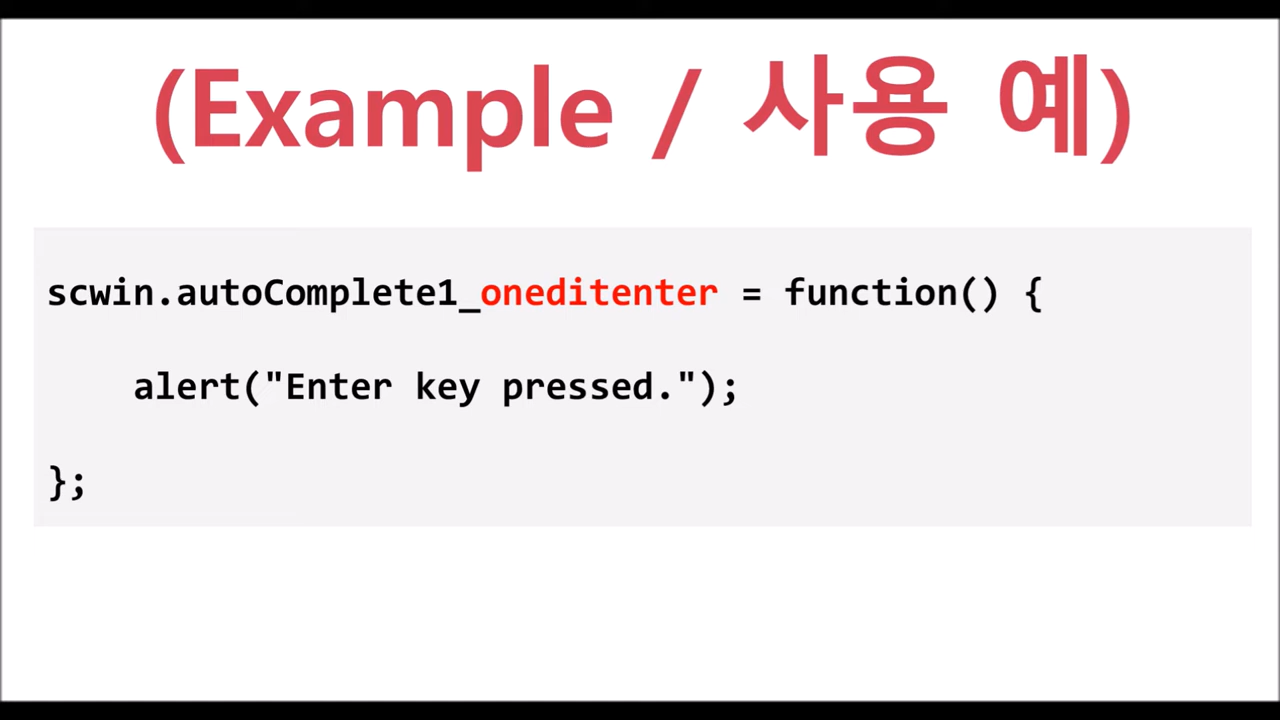 (Example / 사용 예)
scwin.autoComplete1_oneditenter = function() {
alert("Enter key pressed.");
};